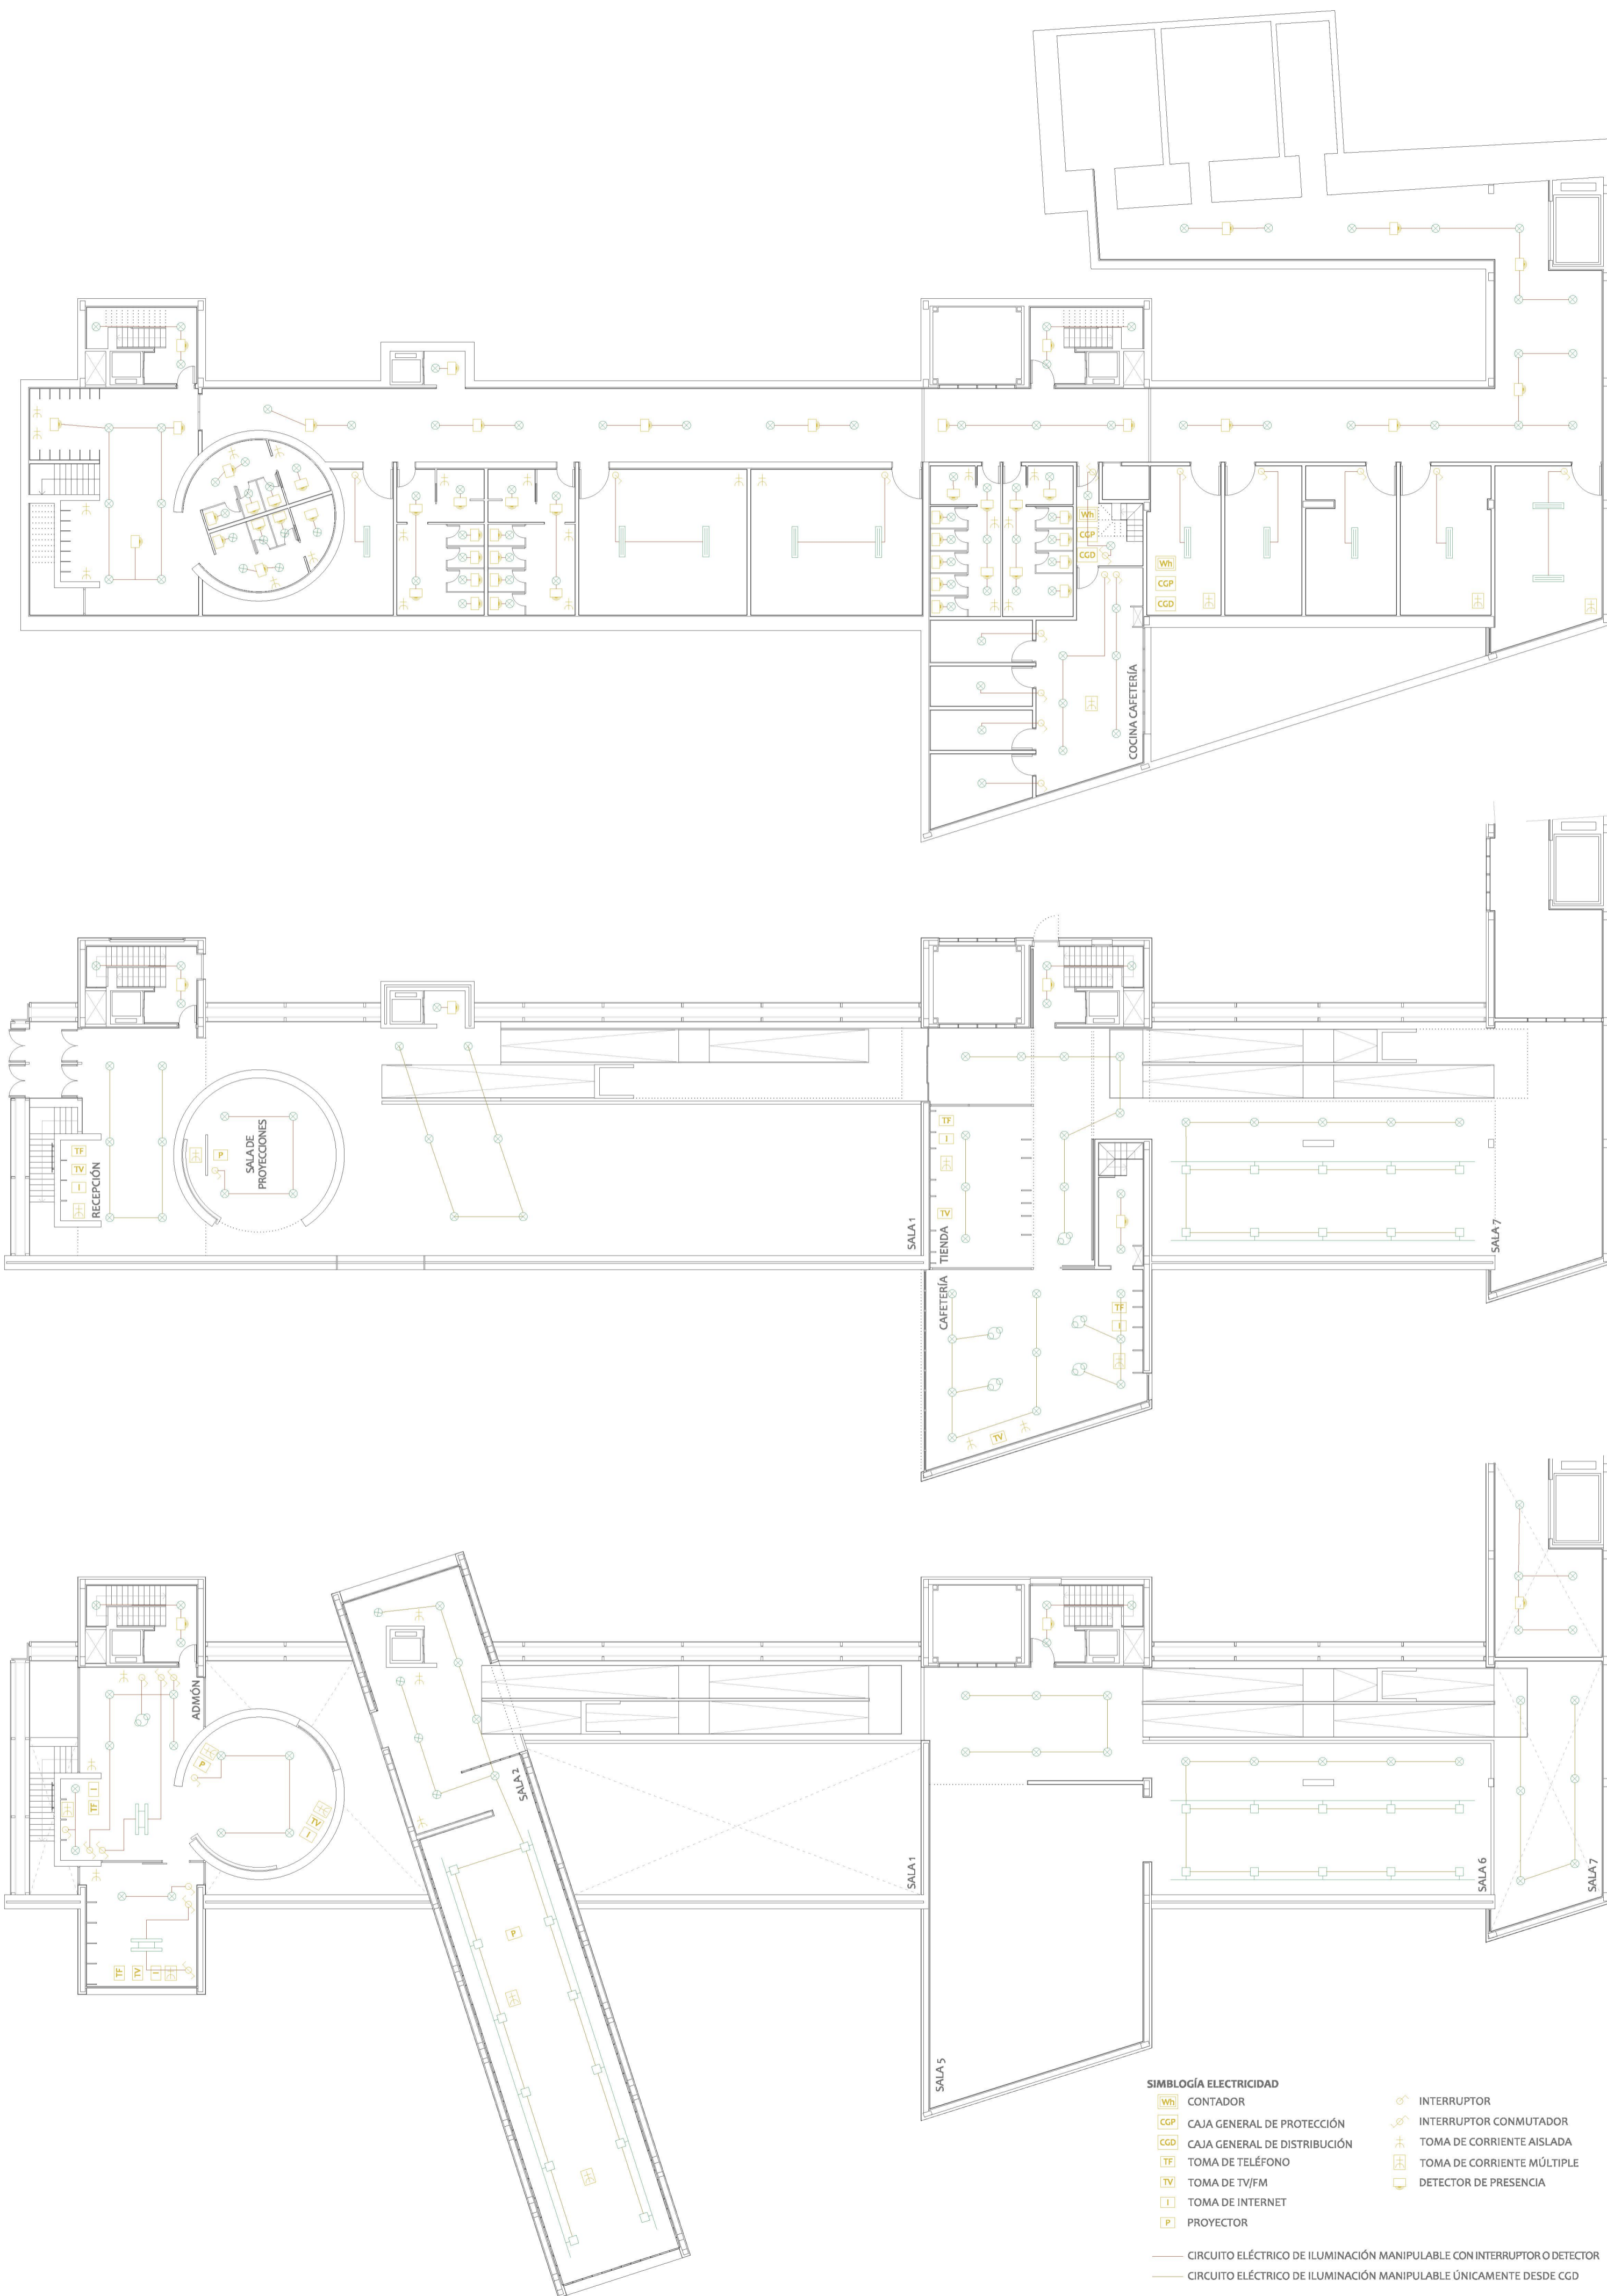 Wh
CGP
CGD
Wh
CGP
CGD
COCINA CAFETERÍA
TF
TV
I
RECEPCIÓN
P
SALA DE
PROYECCIONES
SALA 1
TF
I
TV
TIENDA
CAFETERÍA
TF
I
TV
SALA 7
ADMÓN
P
I
TF
TV
I
TF
TV
I
SALA 2
P
SALA 1
SALA 5
SALA 6
SALA 7
SIMBLOGÍA ELECTRICIDAD
Wh CONTADOR
CGP CAJA GENERAL DE PROTECCIÓN
CGD CAJA GENERAL DE DISTRIBUCIÓN
TF TOMA DE TELÉFONO
TV TOMA DE TV/FM
I TOMA DE INTERNET
P PROYECTOR
INTERRUPTOR
INTERRUPTOR CONMUTADOR
TOMA DE CORRIENTE AISLADA
TOMA DE CORRIENTE MÚLTIPLE
DETECTOR DE PRESENCIA
CIRCUITO ELÉCTRICO DE ILUMINACIÓN MANIPULABLE CON INTERRUPTOR O DETECTOR
CIRCUITO ELÉCTRICO DE ILUMINACIÓN MANIPULABLE ÚNICAMENTE DESDE CGD